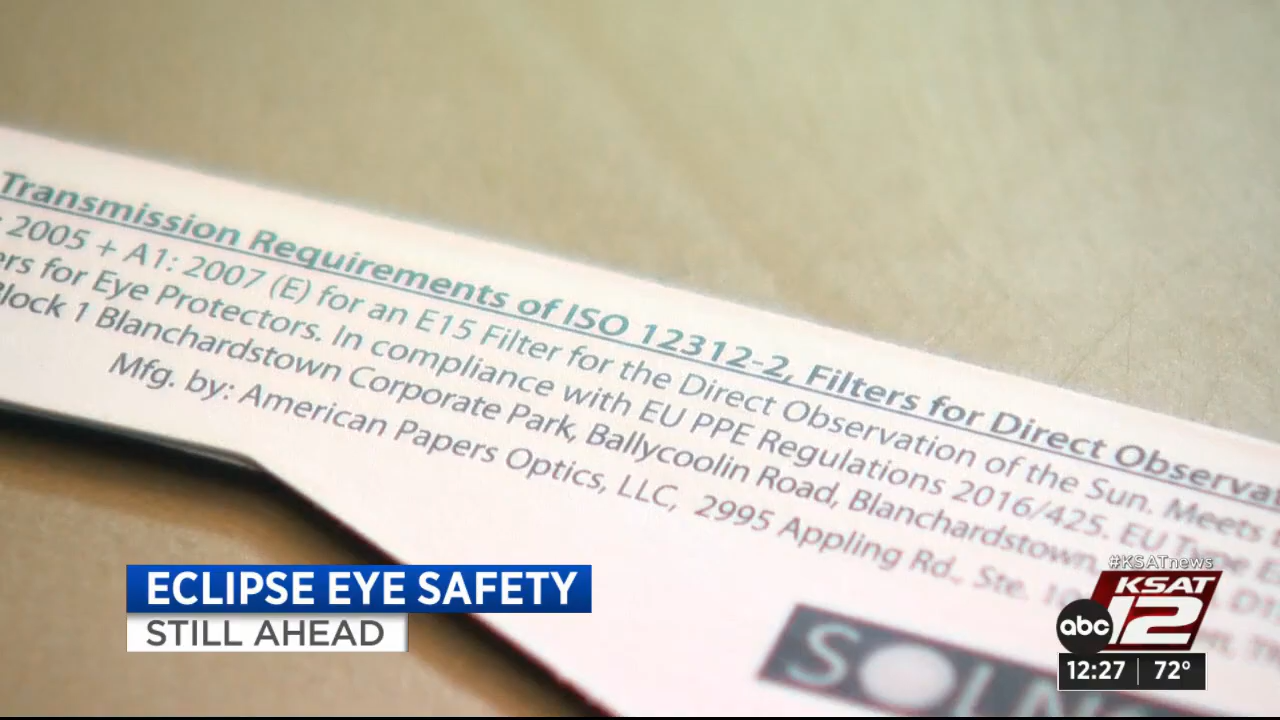 Transmission Requirements of ISO 12312-2, Filters for Direct Observa
2005 + A1: 2007 (E) for an E15 Filter for the Direct Observation of the Sun. Meets
for Eye Protectors. In compliance with EU PPE Regulations 2016/425. EU Type
Block 1 Blanchardstown Corporate Park, Ballycoolin Road, Blanchardstown,
Mfg. by: American Papers Optics, LLC, 2995 Appling Rd., Ste.
ECLIPSE EYE SAFETY
STILL AHEAD
#KSATnews
KSAT
abc 12
12:27 72°